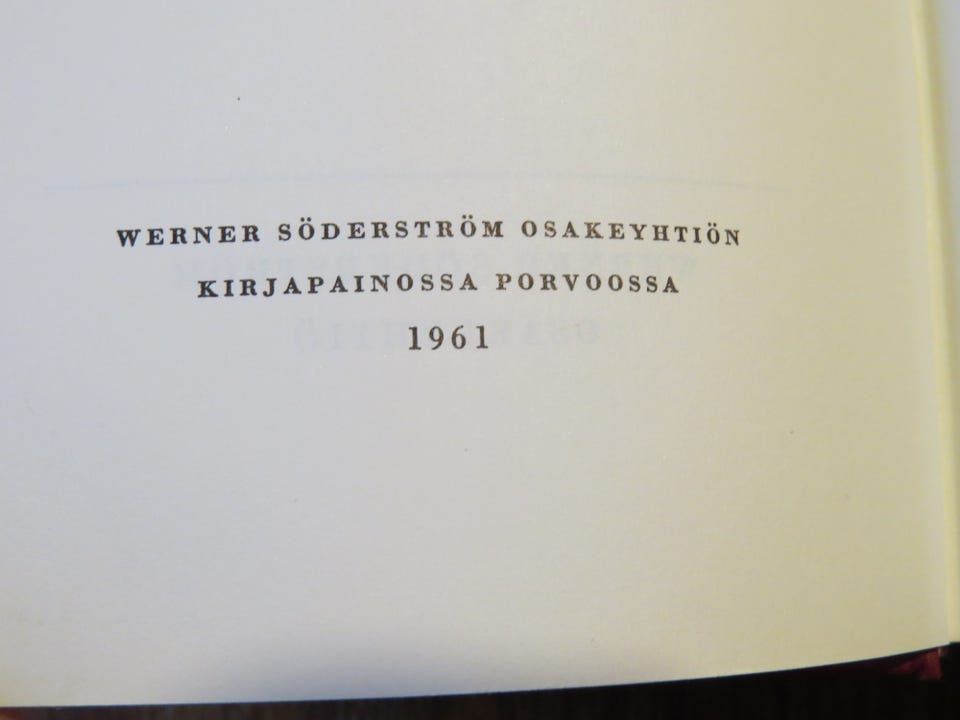 WERNER SÖDERSTRÖM OSAKEYHTIÖN
KIRJAPAINOSSA PORVOOSSA
1961